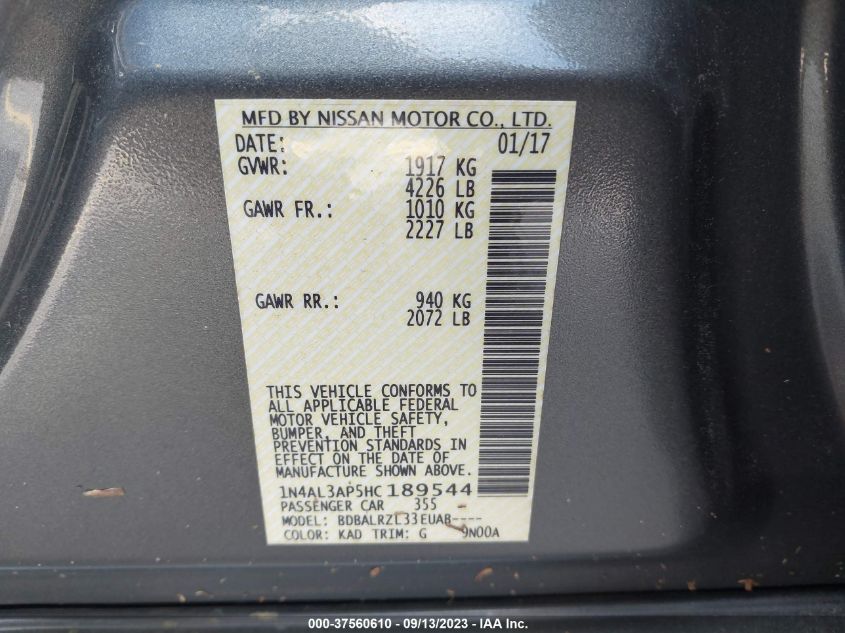 MFD BY NISSAN MOTOR CO., LTD.
DATE: 01/17
GVWR: 1917 KG
4226 LB
GAWR FR.: 1010 KG
2227 LB
GAWR RR.: 940 KG
2072 LB
THIS VEHICLE CONFORMS TO
ALL APPLICABLE FEDERAL
MOTOR VEHICLE SAFETY,
BUMPER, AND THEFT
PREVENTION STANDARDS IN
EFFECT ON THE DATE OF
MANUFACTURE SHOWN ABOVE.
1N4AL3AP5HC189544
PASSENGER CAR 355
MODEL: BDBALRZL33EUAB----
COLOR: KAD TRIM: G 9N00A
000-37560610 - 09/13/2023 - Copyright © IAA, Inc.